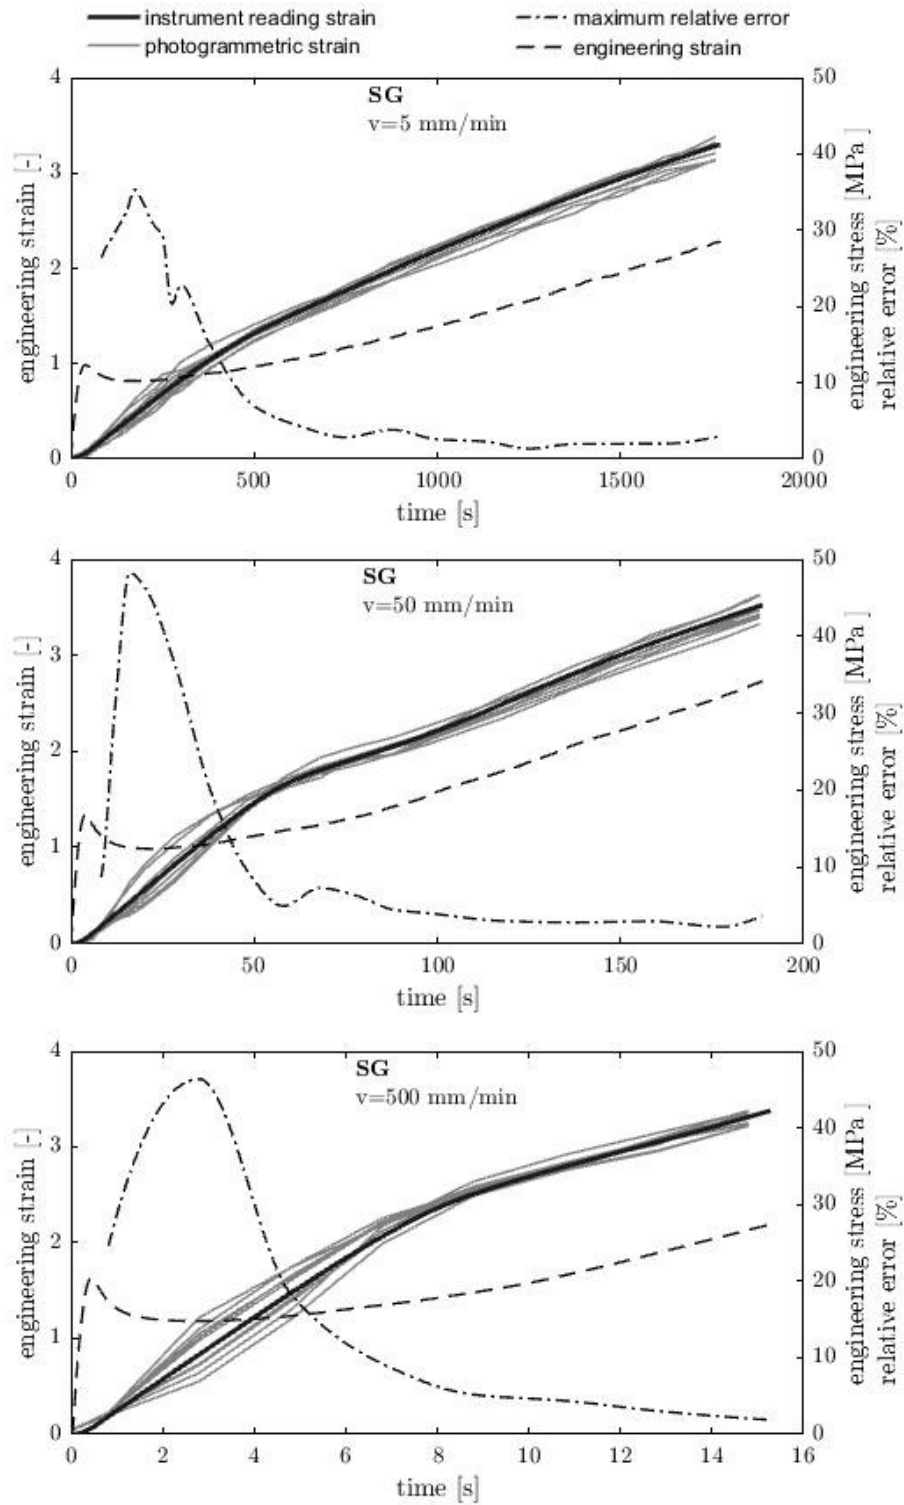 instrument reading strain
maximum relative error
photogrammetric strain
engineering strain
4
50
SG
v=5 mm/min
3
40
2
30
20
1
10
0
0
0
500
1000
1500
2000
time [s]
engineering strain [-]
engineering stress [MPa]
relative error [%]
4
50
SG
v=50 mm/min
3
40
2
30
20
1
10
0
0
0
50
100
150
200
time [s]
engineering strain [-]
engineering stress [MPa]
relative error [%]
4
50
SG
v=500 mm/min
3
40
2
30
20
1
10
0
0
0
2
4
6
8
10
12
14
16
time [s]
engineering strain [-]
engineering stress [MPa]
relative error [%]